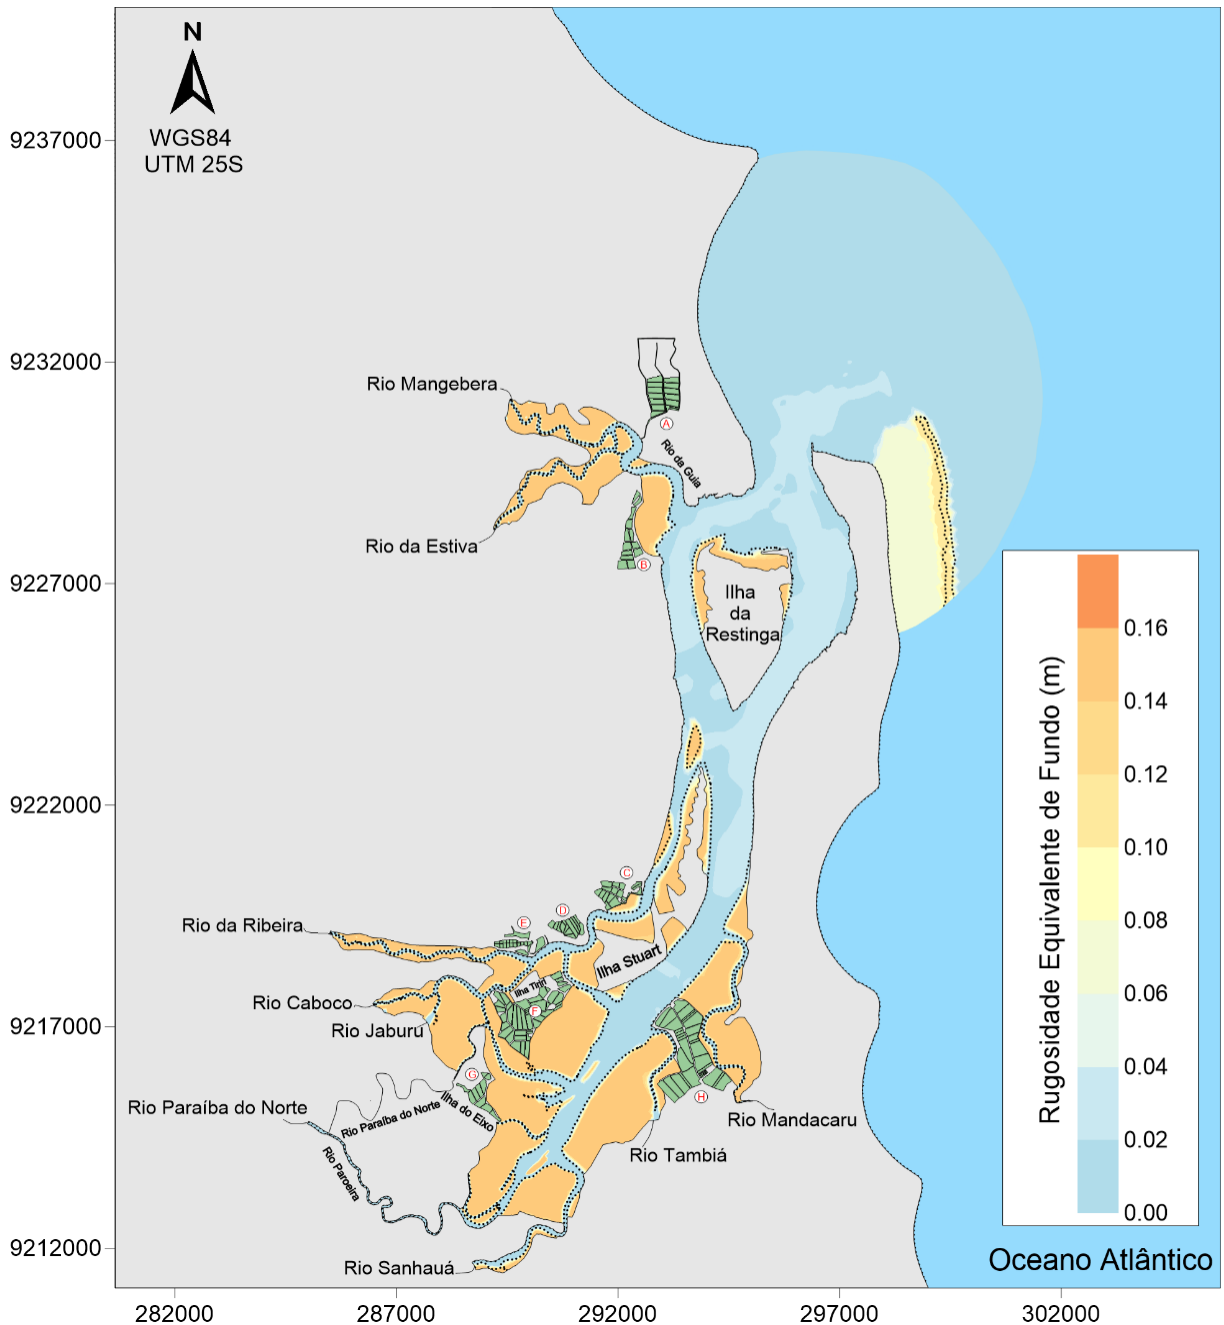 N
WGS84
UTM 25S
9237000
9232000
9227000
9222000
9217000
9212000
282000
287000
292000
297000
302000
Rio Mangebera
A
Rio da Guia
Rio da Estiva
B
Ilha
da
Restinga
C
D
E
Rio da Ribeira
Ilha Stuart
Ilha Tiriri
Rio Caboco
F
Rio Jaburu
G
Rio Paraíba do Norte
Rio Paraíba do Norte
Ilha do Eixo
H
Rio Mandacaru
Rio Tambiá
Rio Paroeira
Rio Sanhauá
Rugosidade Equivalente de Fundo (m)
0.16
0.14
0.12
0.10
0.08
0.06
0.04
0.02
0.00
Oceano Atlântico